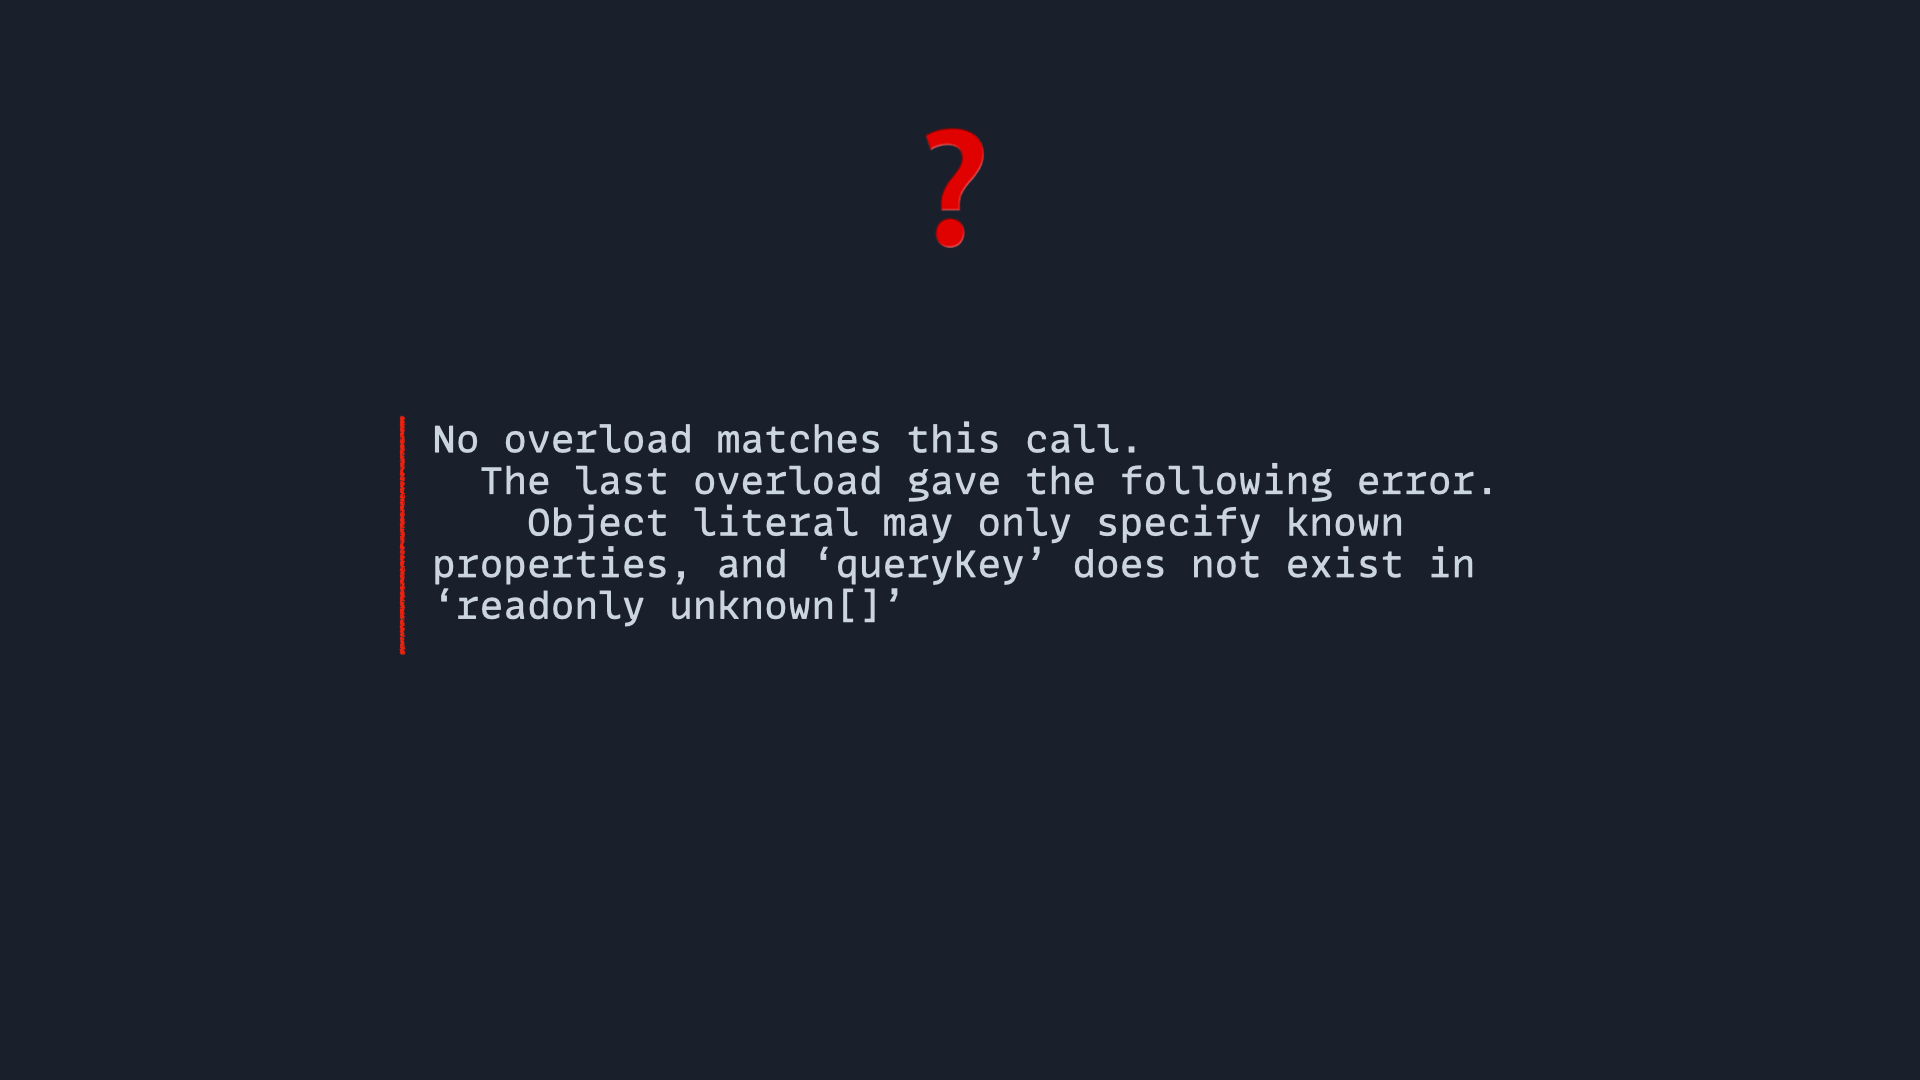 ?
No overload matches this call.
The last overload gave the following error.
Object literal may only specify known
properties, and ‘queryKey’ does not exist in
‘readonly unknown[]’